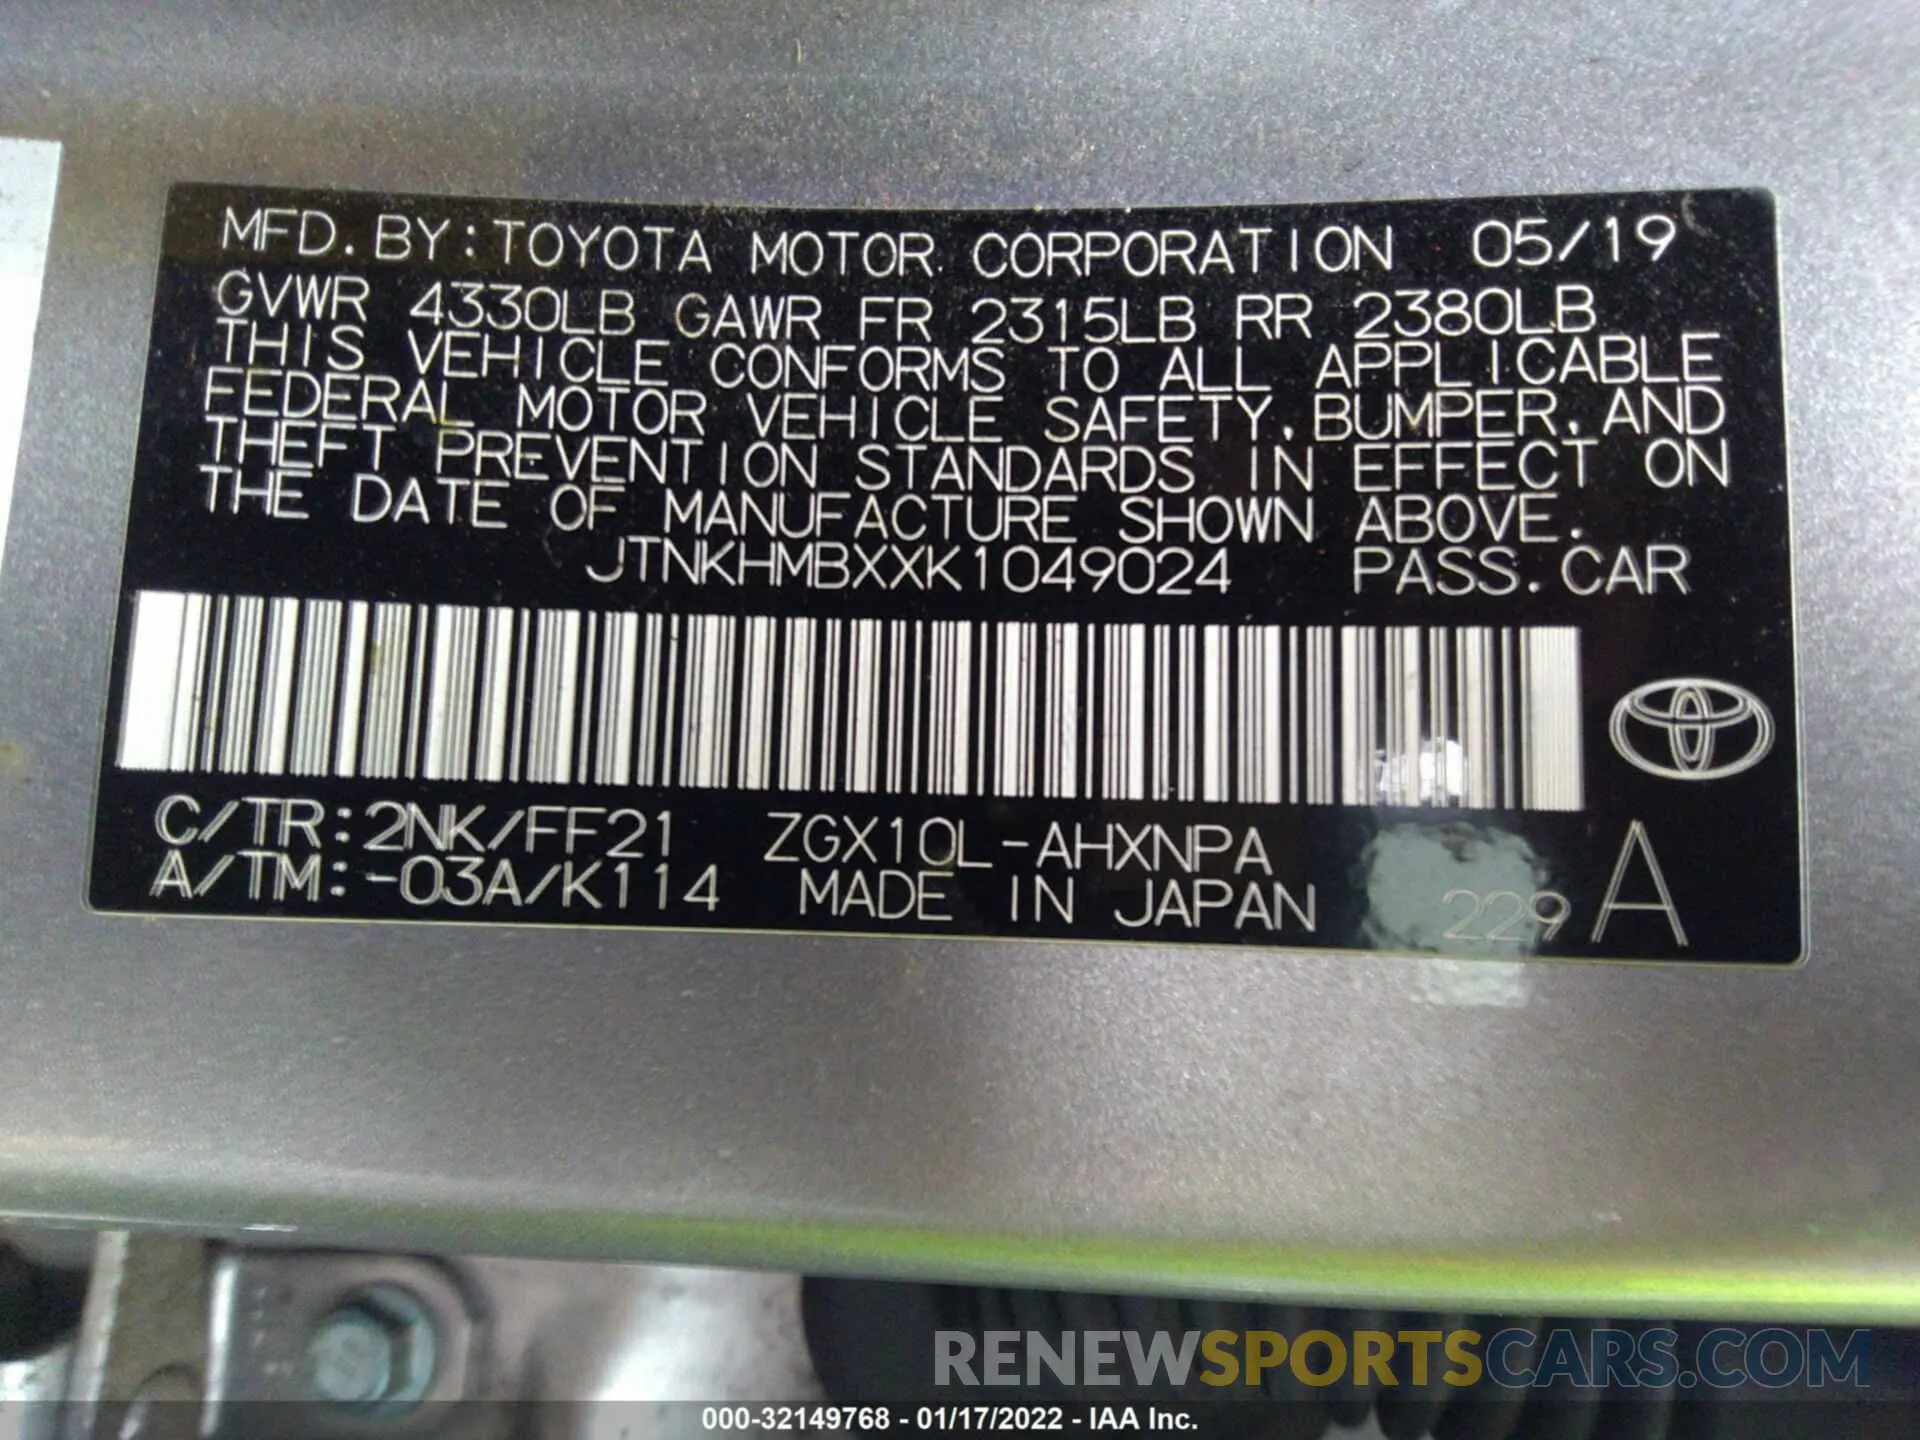 MFD. BY: TOYOTA MOTOR CORPORATION 05/19
GVWR 4330LB GAWR FR 2315LB RR 2380LB
THIS VEHICLE CONFORMS TO ALL APPLICABLE
FEDERAL MOTOR VEHICLE SAFETY, BUMPER, AND
THEFT PREVENTION STANDARDS IN EFFECT ON
THE DATE OF MANUFACTURE SHOWN ABOVE.
JTNKHMBXXK1049024 PASS. CAR
C/TR: 2NK/FF21 ZGX10L-AHXNPA
A/TM: -03A/K114 MADE IN JAPAN 229 A
RENEWSPORTSCARS.COM
000-32149768 - 01/17/2022 - IAA Inc.